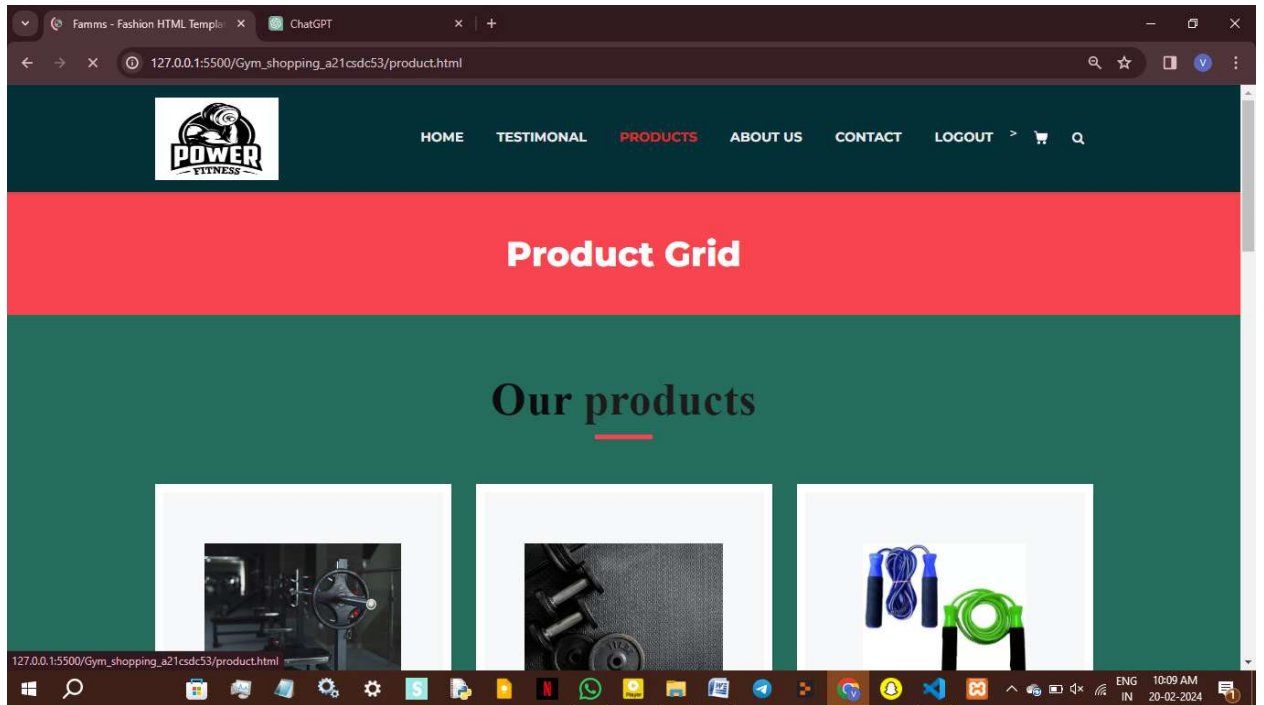 Famms - Fashion HTML Templa
ChatGPT
127.0.0.1:5500/Gym_shopping_a21csdc53/product.html
POWER
FITNESS
HOME TESTIMONAL PRODUCTS ABOUT US CONTACT LOGOUT >
Product Grid
Our products
127.0.0.1:5500/Gym_shopping_a21csdc53/product.html
ENG 10:09 AM
IN 20-02-2024